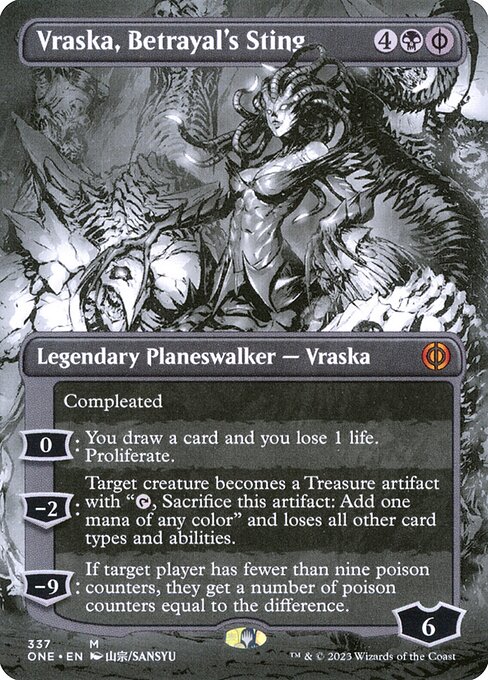 Vraska, Betrayal's Sting
4
Legendary Planeswalker — Vraska
Compleated
0: You draw a card and you lose 1 life.
Proliferate.
Target creature becomes a Treasure artifact
with “, Sacrifice this artifact: Add one
−2: mana of any color” and loses all other card
types and abilities.
If target player has fewer than nine poison
−9: counters, they get a number of poison
counters equal to the difference.
6
337 M
ONE • EN 山宗/SANSYU
™ & © 2023 Wizards of the Coast